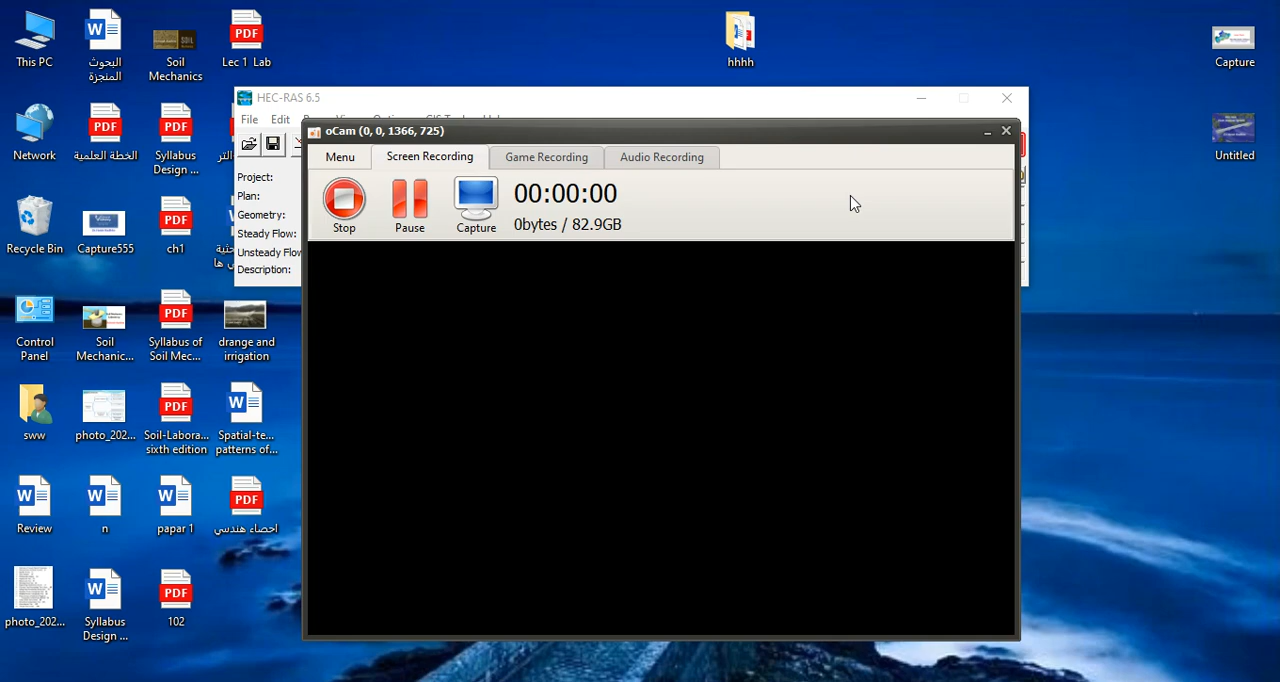 This PC
البحوث
المنجزة
Soil
Mechanics
Lec 1 Lab
hhhh
Capture
Network
الخطة العلمية
Syllabus
Design ...
Untitled
Recycle Bin
Capture555
ch1
Control
Panel
Soil
Mechanic...
Syllabus of
Soil Mec...
drange and
irrigation
sww
photo_202...
Soil-Labora...
sixth edition
Spatial-te...
patterns of...
Review
n
papar 1
احصاء هندسي
photo_202...
Syllabus
Design ...
102
HEC-RAS 6.5
File Edit
Project:
Plan:
Geometry:
Steady Flow:
Unsteady Flow
Description:
oCam (0, 0, 1366, 725)
Menu Screen Recording Game Recording Audio Recording
00:00:00
0bytes / 82.9GB
Stop Pause Capture